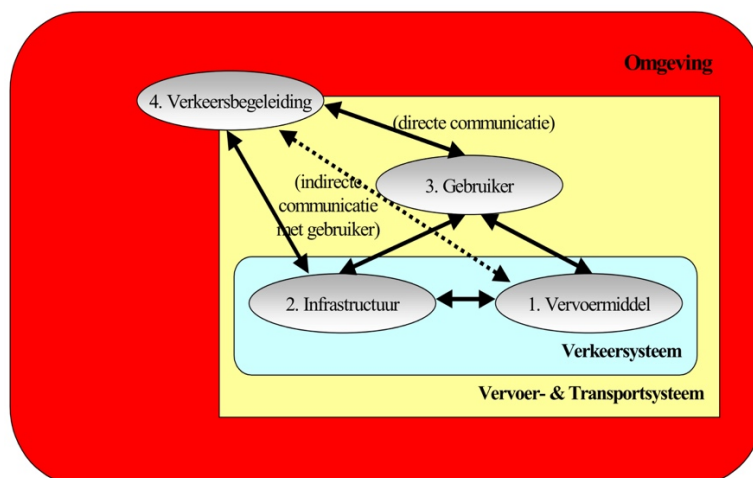 Omgeving
4. Verkeersbegeleiding
(directe communicatie)
3. Gebruiker
(indirecte
communicatie
met gebruiker)
2. Infrastructuur
1. Vervoermiddel
Verkeersysteem
Vervoer- & Transportsysteem